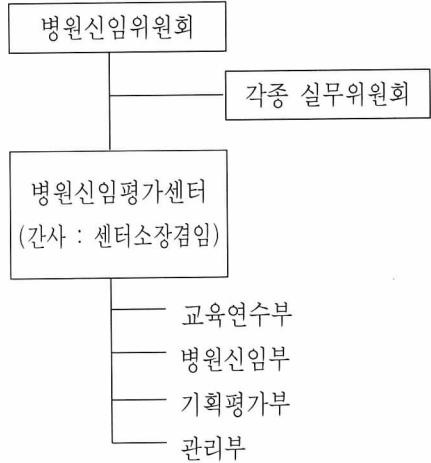 병원신임위원회
각종 실무위원회
병원신임평가센터
(간사 : 센터소장겸임)
교육연수부
병원신임부
기획평가부
관리부